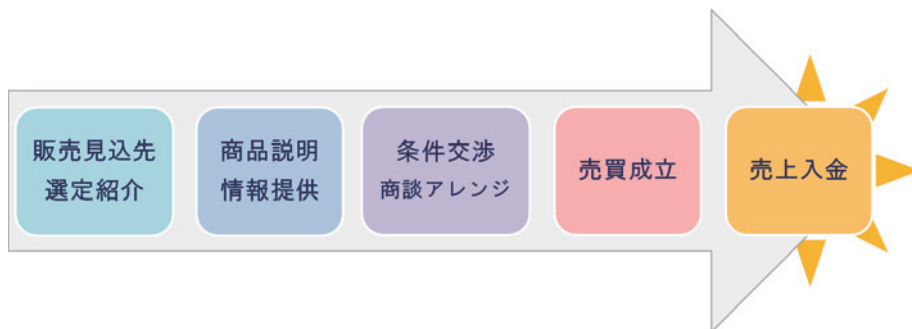 販売見込先
選定紹介
商品説明
情報提供
条件交渉
商談アレンジ
売買成立
売上入金